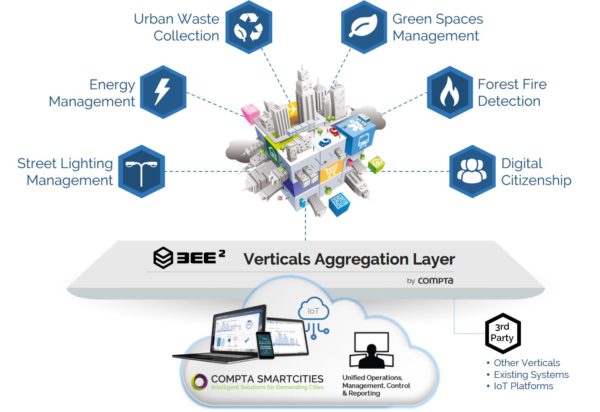 Urban Waste
Collection
Green Spaces
Management
Energy
Management
Forest Fire
Detection
Street Lighting
Management
Digital
Citizenship
BEE² Verticals Aggregation Layer
by COMPTA
IoT
3rd
Party
COMPTA SMARTCITIES
Intelligent Solutions for Demanding Cities
Unified Operations,
Management, Control
& Reporting
• Other Verticals
• Existing Systems
• IoT Platforms